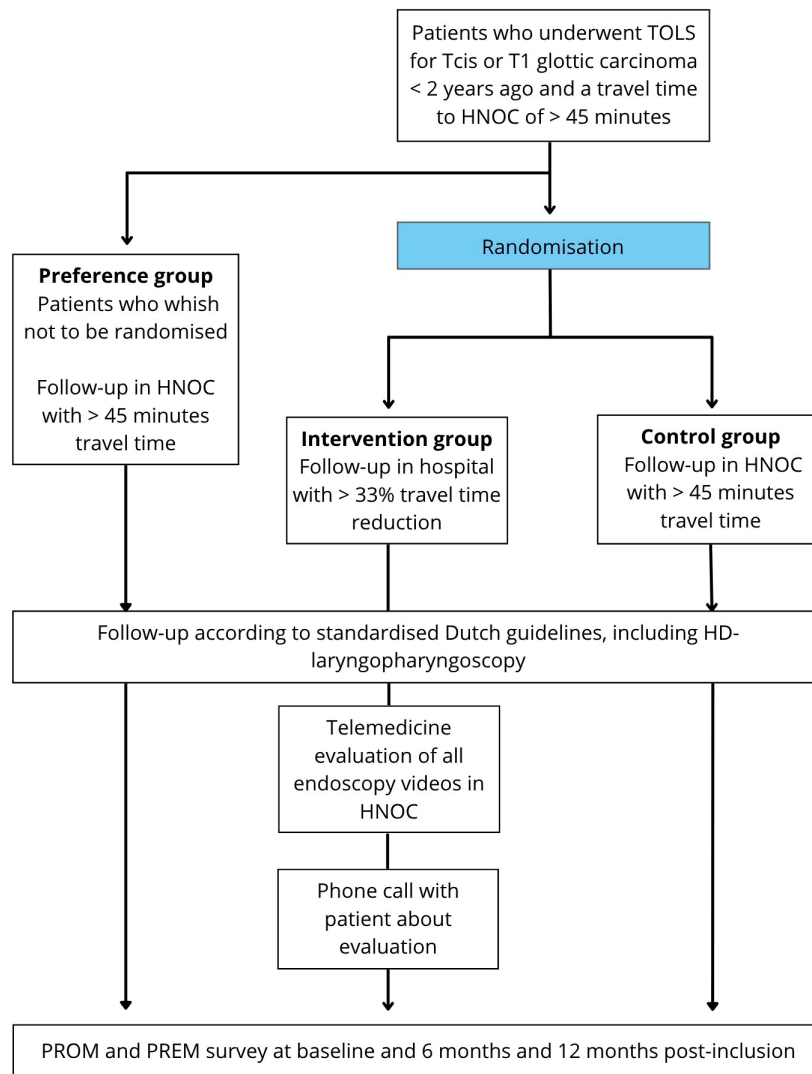 Patients who underwent TOLS
for Tcis or T1 glottic carcinoma
< 2 years ago and a travel time
to HNOC of > 45 minutes
Randomisation
Preference group
Patients who whish
not to be randomised
Follow-up in HNOC
with > 45 minutes
travel time
Intervention group
Follow-up in hospital
with > 33% travel time
reduction
Control group
Follow-up in HNOC
with > 45 minutes
travel time
Follow-up according to standardised Dutch guidelines, including HD-
laryngopharyngoscopy
Telemedicine
evaluation of all
endoscopy videos in
HNOC
Phone call with
patient about
evaluation
PROM and PREM survey at baseline and 6 months and 12 months post-inclusion